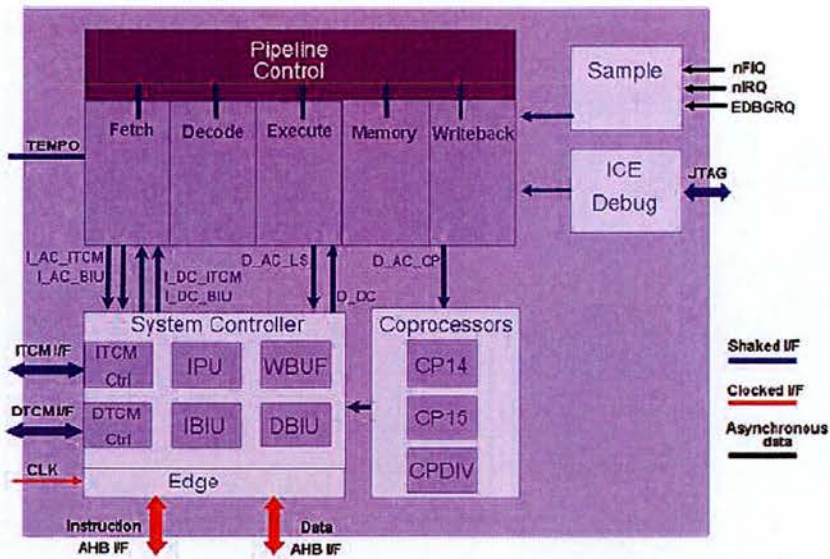 Pipeline
Control
Sample
nFIQ
nIRQ
EDBGRQ
Fetch
Decode
Execute
Memory
Writeback
TEMPO
ICE
Debug
JTAG
I_AC_ITCM
I_AC_BIU
I_DC_ITCM
I_DC_BIU
D_AC_LS
D_DC
D_AC_CP
System Controller
Coprocessors
ITCM I/F
ITCM
Ctrl
IPU
WBUF
CP14
DTCM I/F
DTCM
Ctrl
IBIU
DBIU
CP15
CLK
Edge
CPDIV
Instruction
AHB I/F
Data
AHB I/F
Shaked I/F
Clocked I/F
Asynchronous
data